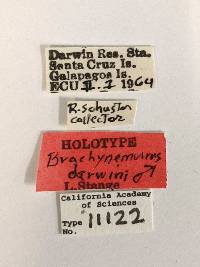 Darwin Res. Sta.
Santa Cruz Is.
Galapagos Is.
ECU II-1 1964
R. Schuster
collector
HOLOTYPE
Brachynemurus
darwini ♂
L. Stange
California Academy
of Sciences
Type
No. 11122